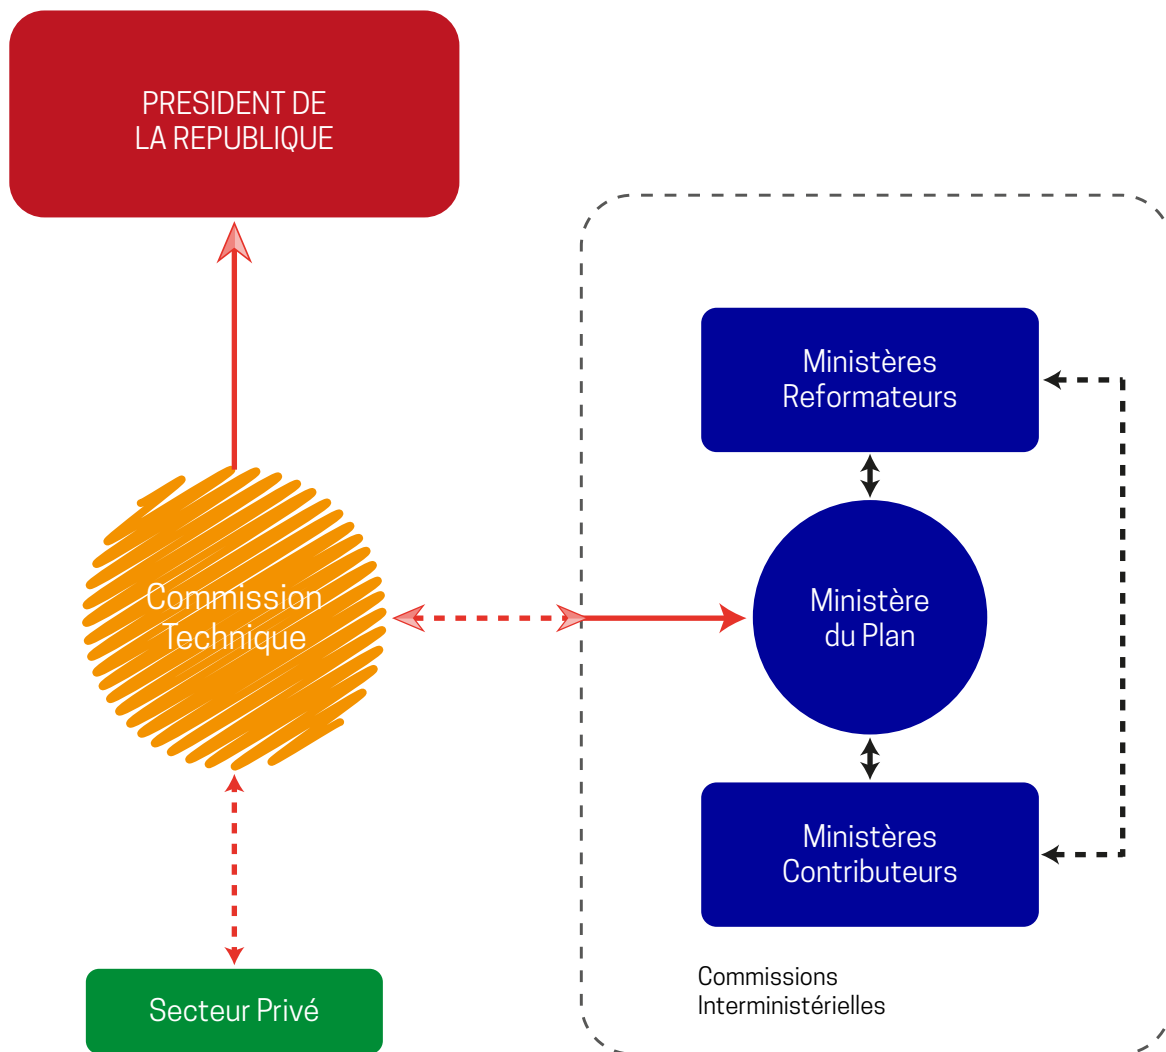 PRESIDENT DE
LA REPUBLIQUE
Ministères
Reformateurs
Commission
Technique
Ministère
du Plan
Ministères
Contributeurs
Secteur Privé
Commissions
Interministérielles